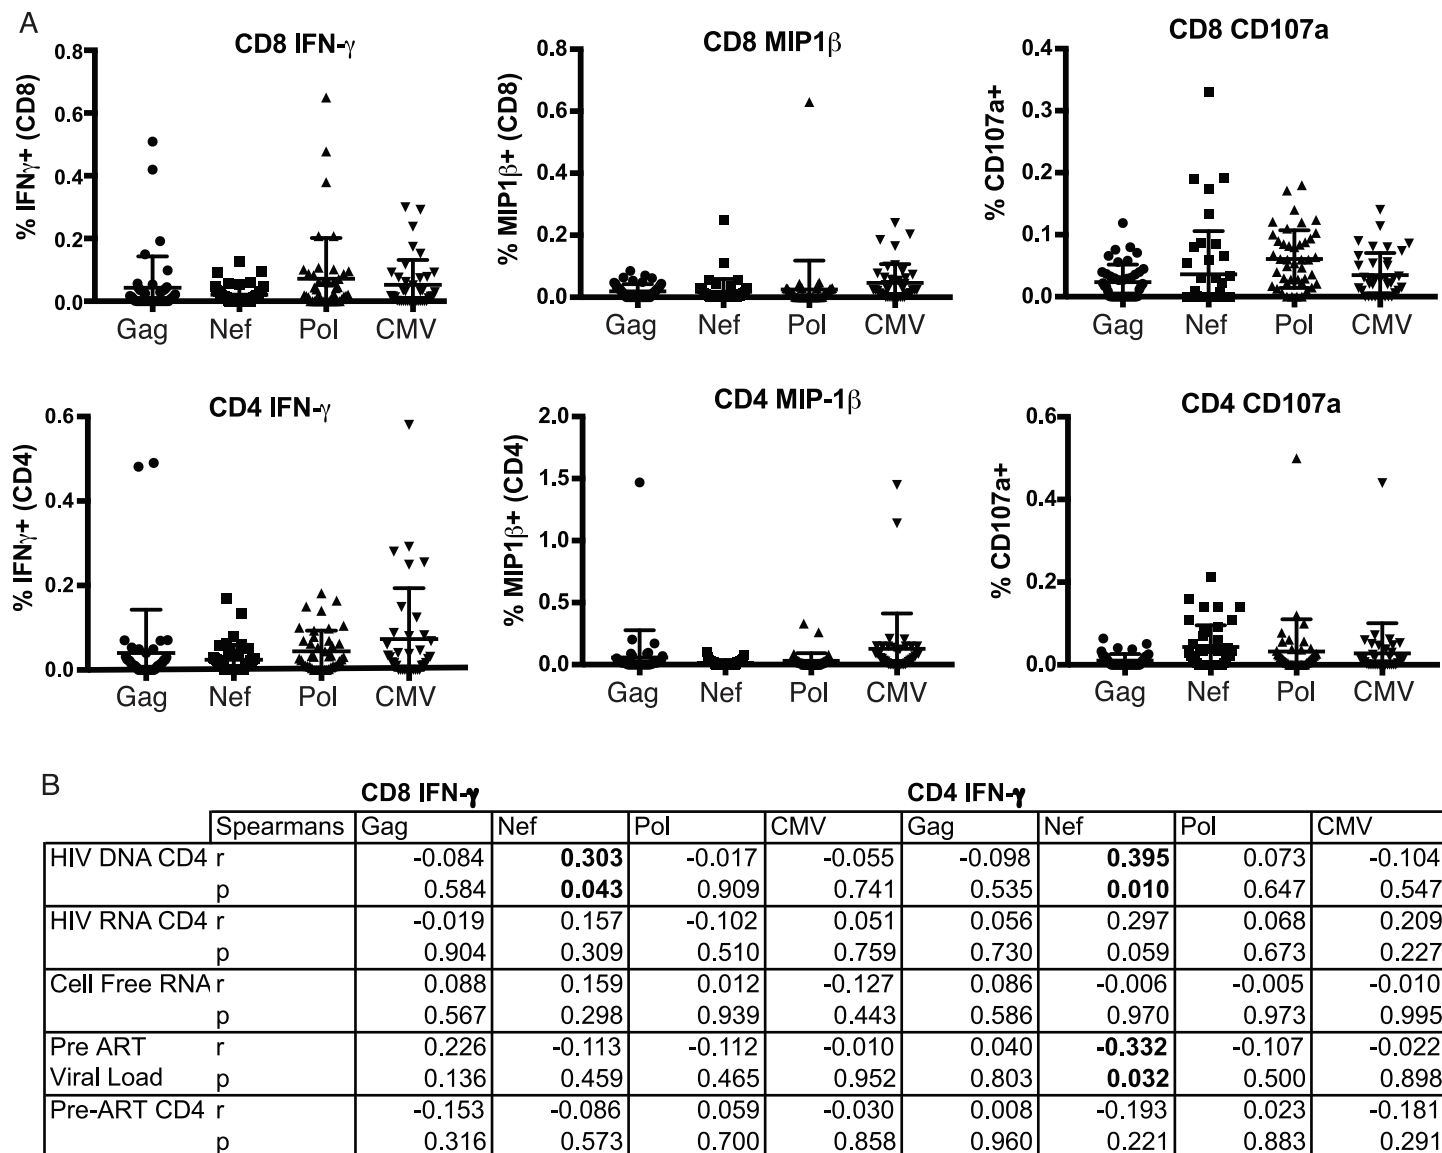 A
CD8 IFN-γ
CD8 MIP1β
CD8 CD107a
% IFNγ+ (CD8)
0.8
0.6
0.4
0.2
0.0
Gag Nef Pol CMV
% MIP1β+ (CD8)
0.8
0.6
0.4
0.2
0.0
Gag Nef Pol CMV
% CD107a+
0.4
0.3
0.2
0.1
0.0
Gag Nef Pol CMV
CD4 IFN-γ
CD4 MIP-1β
CD4 CD107a
% IFNγ+ (CD4)
0.6
0.4
0.2
0.0
Gag Nef Pol CMV
% MIP1β+ (CD4)
2.0
1.5
1.0
0.5
0.0
Gag Nef Pol CMV
% CD107a+
0.6
0.4
0.2
0.0
Gag Nef Pol CMV
B
CD8 IFN-γ CD4 IFN-γ
Spearmans Gag Nef Pol CMV Gag Nef Pol CMV
HIV DNA CD4 r -0.084 0.303 -0.017 -0.055 -0.098 0.395 0.073 -0.104
p 0.584 0.043 0.909 0.741 0.535 0.010 0.647 0.547
HIV RNA CD4 r -0.019 0.157 -0.102 0.051 0.056 0.297 0.068 0.209
p 0.904 0.309 0.510 0.759 0.730 0.059 0.673 0.227
Cell Free RNA r 0.088 0.159 0.012 -0.127 0.086 -0.006 -0.005 -0.010
p 0.567 0.298 0.939 0.443 0.586 0.970 0.973 0.995
Pre ART r 0.226 -0.113 -0.112 -0.010 0.040 -0.332 -0.107 -0.022
Viral Load p 0.136 0.459 0.465 0.952 0.803 0.032 0.500 0.898
Pre-ART CD4 r -0.153 -0.086 0.059 -0.030 0.008 -0.193 0.023 -0.181
p 0.316 0.573 0.700 0.858 0.960 0.221 0.883 0.291